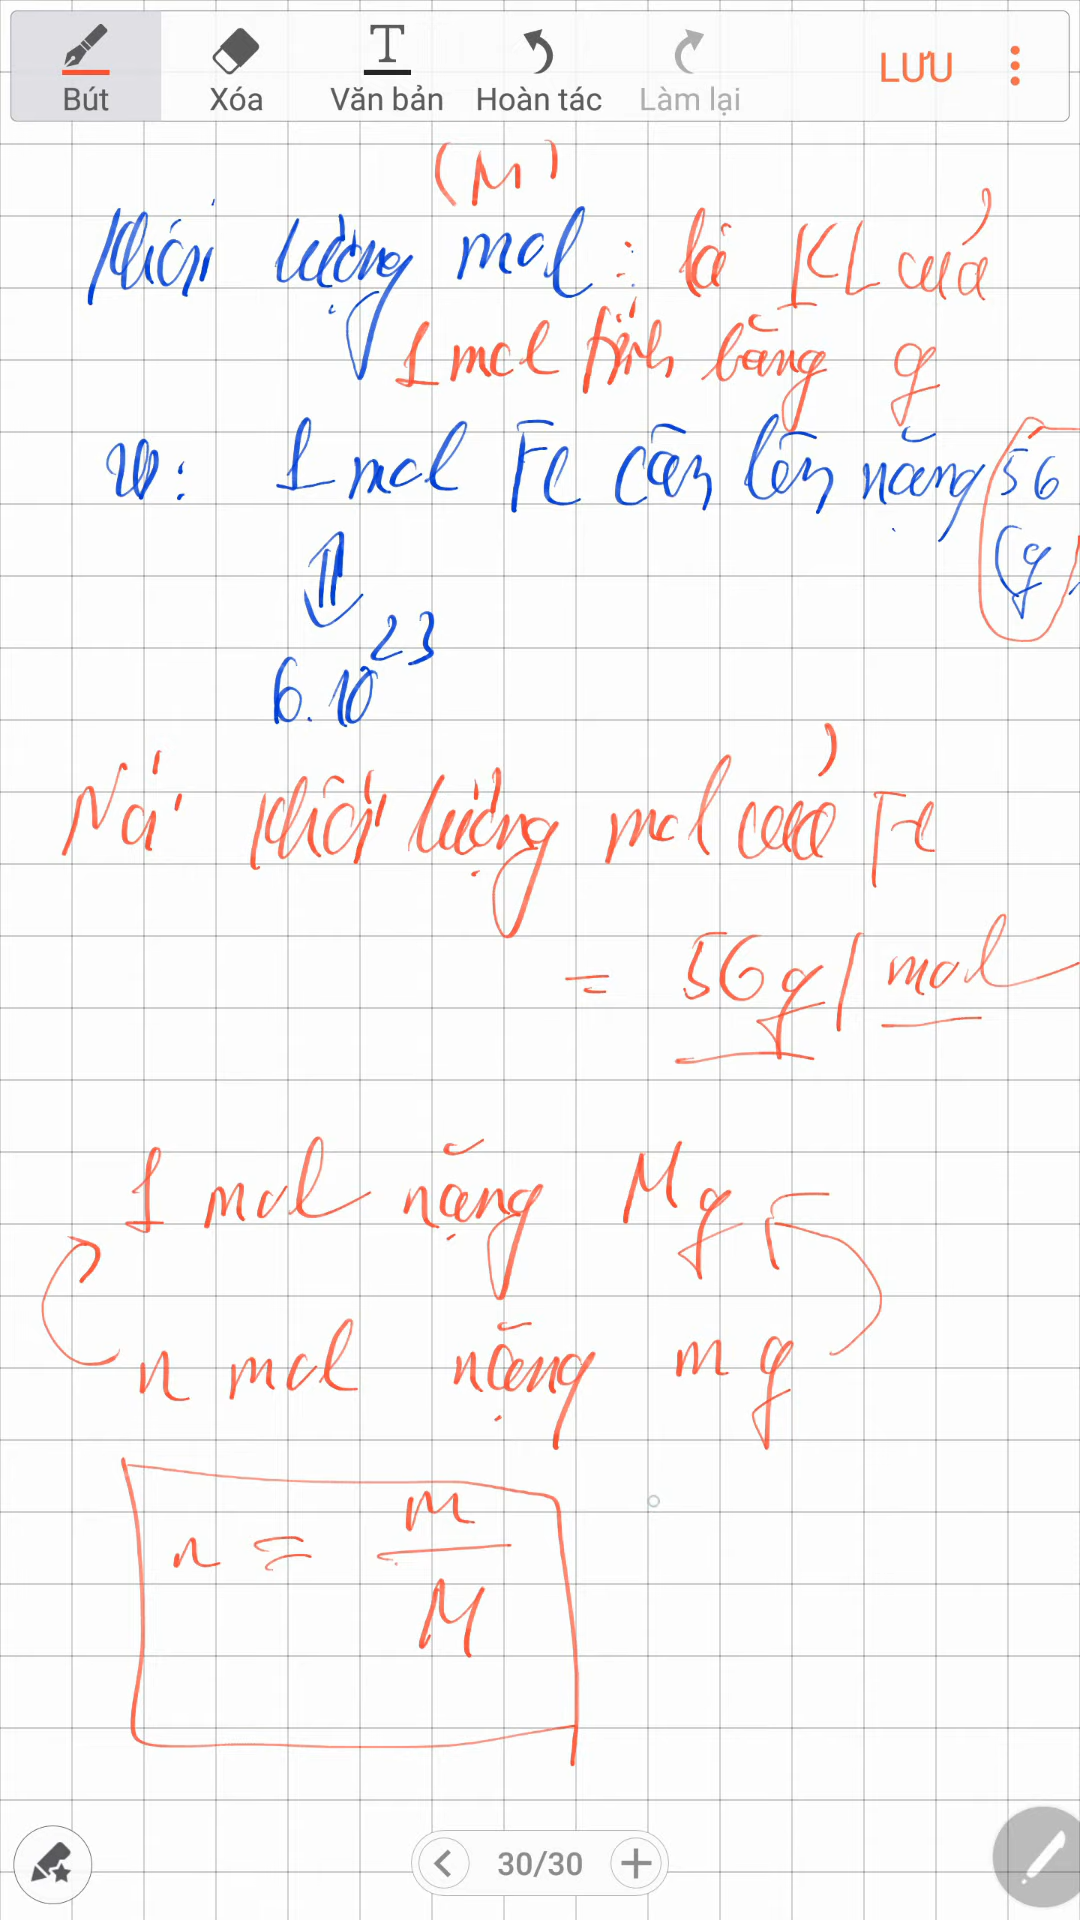 Bút Xóa Văn bản Hoàn tác Làm lại LƯU
(M)
Khối lượng mol : là KL của
1 mol tính bằng g
VD: 1 mol Fe cân lên nặng 56
(g)
6.10^23
Nói khối lượng mol của Fe
= 56g/mol
1 mol nặng M g
n mol nặng m g
n = m/M
30/30